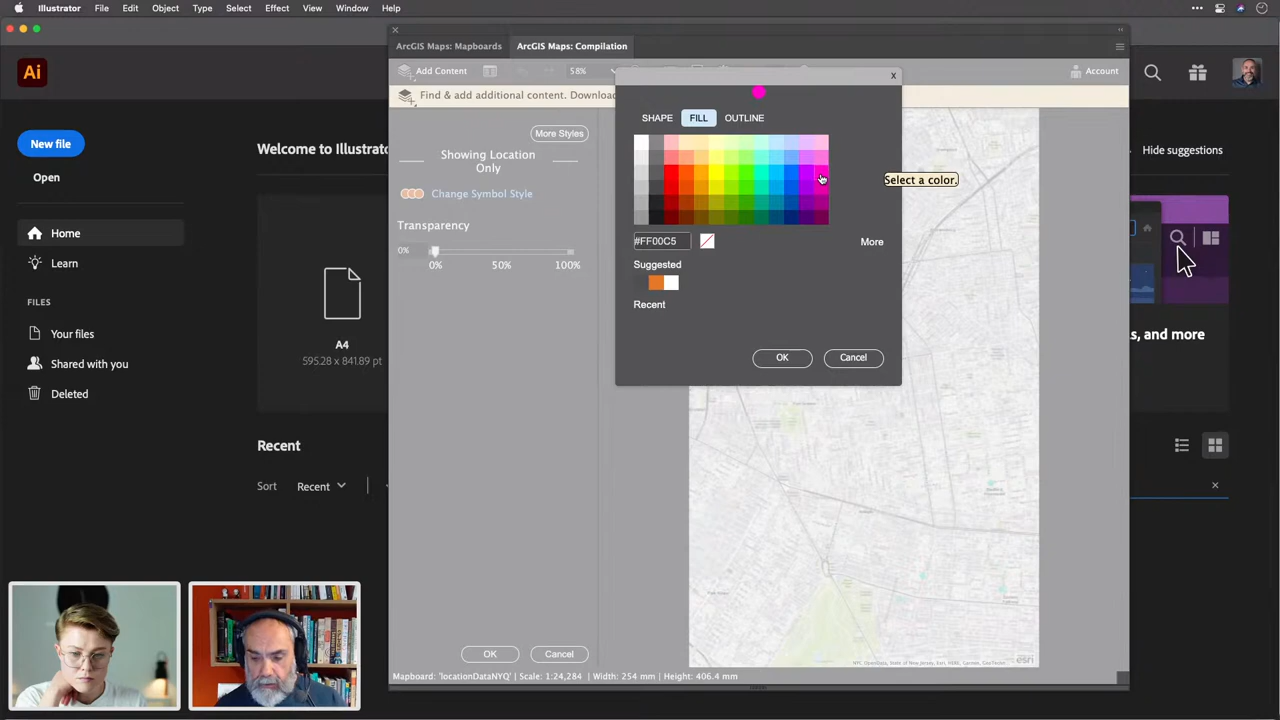 Illustrator File Edit Object Type Select Effect View Window Help
ArcGIS Maps: Mapboards ArcGIS Maps: Compilation
Ai
Add Content 58% Account
Find & add additional content. Download
x
SHAPE FILL OUTLINE
Select a color.
#FF00C5 More
Suggested
Recent
OK Cancel
New file
Open
Home
Learn
FILES
Your files
Shared with you
Deleted
Welcome to Illustrato
Hide suggestions
More Styles
Showing Location
Only
Change Symbol Style
Transparency
0%
0% 50% 100%
A4
595.28 x 841.89 pt
s, and more
Recent
Sort Recent
OK Cancel
esri
Mapboard: 'locationDataNYQ' | Scale: 1:24,284 | Width: 254 mm | Height: 406.4 mm